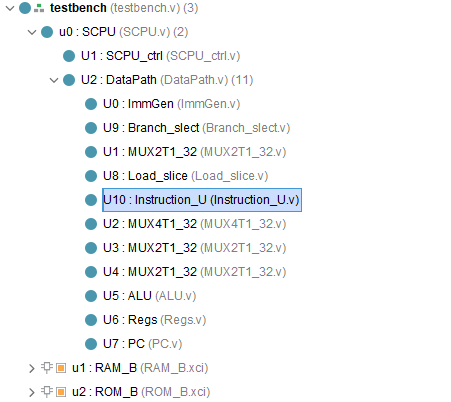 testbench (testbench.v) (3)
u0 : SCPU (SCPU.v) (2)
U1 : SCPU_ctrl (SCPU_ctrl.v)
U2 : DataPath (DataPath.v) (11)
U0 : ImmGen (ImmGen.v)
U9 : Branch_slect (Branch_slect.v)
U1 : MUX2T1_32 (MUX2T1_32.v)
U8 : Load_slice (Load_slice.v)
U10 : Instruction_U (Instruction_U.v)
U2 : MUX4T1_32 (MUX4T1_32.v)
U3 : MUX2T1_32 (MUX2T1_32.v)
U4 : MUX2T1_32 (MUX2T1_32.v)
U5 : ALU (ALU.v)
U6 : Regs (Regs.v)
U7 : PC (PC.v)
u1 : RAM_B (RAM_B.xci)
u2 : ROM_B (ROM_B.xci)